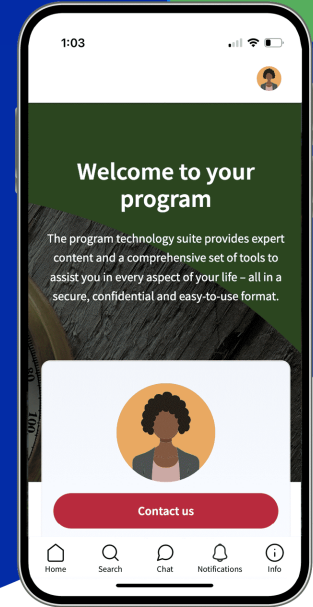 1:03
Welcome to your
program
The program technology suite provides expert
content and a comprehensive set of tools to
assist you in every aspect of your life – all in a
secure, confidential and easy-to-use format.
Contact us
Home Search Chat Notifications Info